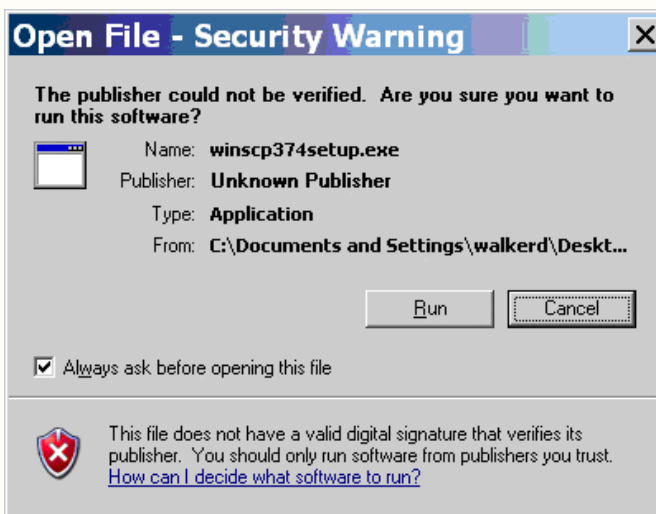 Open File - Security Warning
The publisher could not be verified. Are you sure you want to
run this software?
Name: winscp374setup.exe
Publisher: Unknown Publisher
Type: Application
From: C:\Documents and Settings\walkerd\Deskt...
Run Cancel
Always ask before opening this file
This file does not have a valid digital signature that verifies its
publisher. You should only run software from publishers you trust.
How can I decide what software to run?